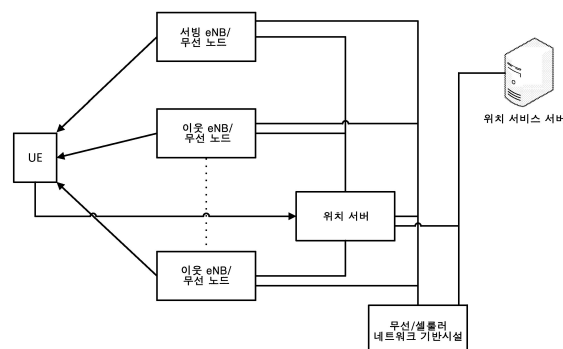 서빙 eNB/
무선 노드
이웃 eNB/
무선 노드
위치 서비스 서버
UE
위치 서버
이웃 eNB/
무선 노드
무선/셀룰러
네트워크 기반시설